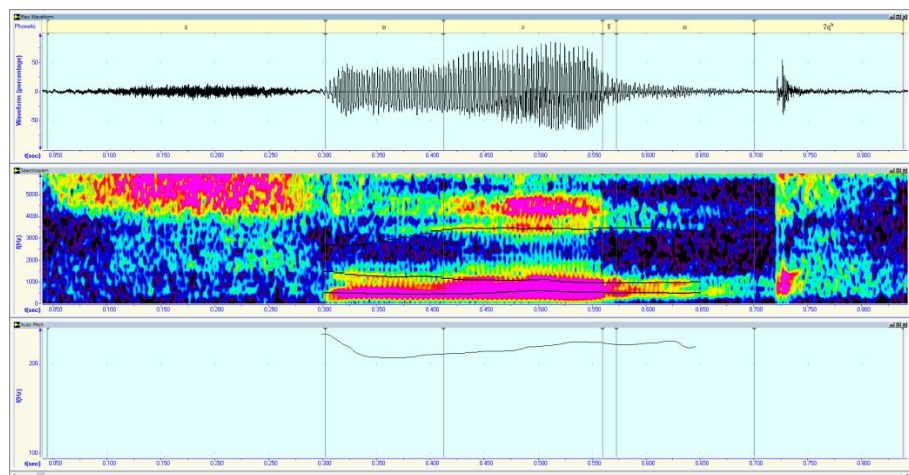 Raw Waveform
Phonetic s o ɔ o ʔqʰ
Waveform (percentage)
50
0
-50
t[sec] 0.050 0.100 0.150 0.200 0.250 0.300 0.350 0.400 0.450 0.500 0.550 0.600 0.650 0.700 0.750 0.800
Spectrogram
f(Hz)
5000
4000
3000
2000
1000
0
t[sec] 0.050 0.100 0.150 0.200 0.250 0.300 0.350 0.400 0.450 0.500 0.550 0.600 0.650 0.700 0.750 0.800
Auto Pitch
f(Hz)
200
100
t[sec] 0.050 0.100 0.150 0.200 0.250 0.300 0.350 0.400 0.450 0.500 0.550 0.600 0.650 0.700 0.750 0.800